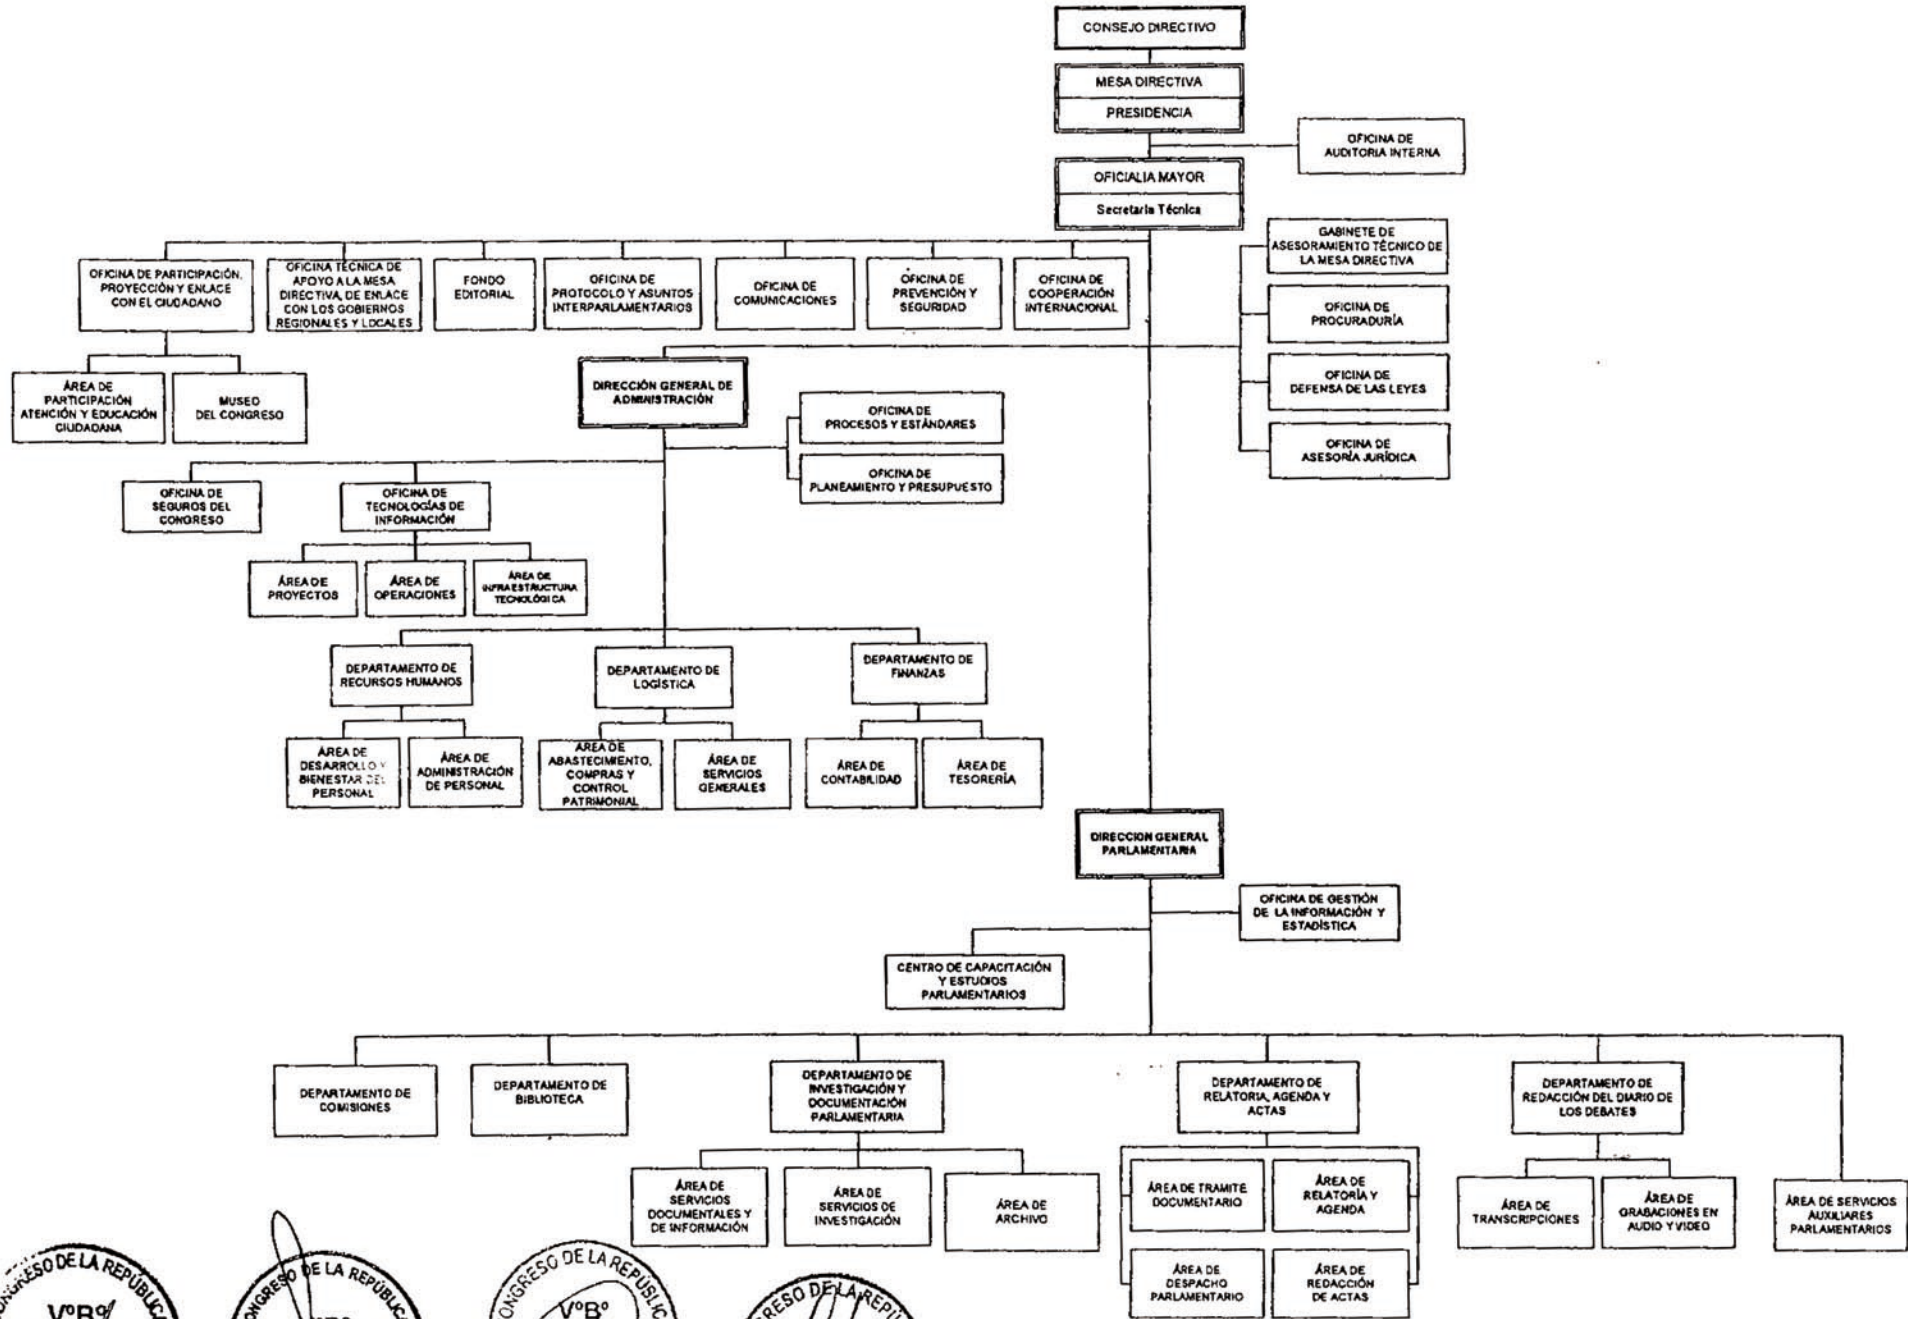 CONSEJO DIRECTIVO
MESA DIRECTIVA
PRESIDENCIA
OFICINA DE
AUDITORIA INTERNA
OFICIALIA MAYOR
Secretaria Técnica
GABINETE DE
ASESORAMIENTO TÉCNICO DE
LA MESA DIRECTIVA
OFICINA DE
PROCURADURÍA
OFICINA DE
DEFENSA DE LAS LEYES
OFICINA DE
ASESORÍA JURÍDICA
OFICINA DE PARTICIPACIÓN,
PROYECCIÓN Y ENLACE
CON EL CIUDADANO
OFICINA TÉCNICA DE
APOYO A LA MESA
DIRECTIVA, DE ENLACE
CON LOS GOBIERNOS
REGIONALES Y LOCALES
FONDO
EDITORIAL
OFICINA DE
PROTOCOLO Y ASUNTOS
INTERPARLAMENTARIOS
OFICINA DE
COMUNICACIONES
OFICINA DE
PREVENCIÓN Y
SEGURIDAD
OFICINA DE
COOPERACIÓN
INTERNACIONAL
ÁREA DE
PARTICIPACIÓN
ATENCIÓN Y EDUCACIÓN
CIUDADANA
MUSEO
DEL CONGRESO
DIRECCIÓN GENERAL DE
ADMINISTRACIÓN
OFICINA DE
PROCESOS Y ESTÁNDARES
OFICINA DE
PLANEAMIENTO Y PRESUPUESTO
OFICINA DE
SEGUROS DEL
CONGRESO
OFICINA DE
TECNOLOGÍAS DE
INFORMACIÓN
ÁREA DE
PROYECTOS
ÁREA DE
OPERACIONES
ÁREA DE
INFRAESTRUCTURA
TECNOLÓGICA
DEPARTAMENTO DE
RECURSOS HUMANOS
DEPARTAMENTO DE
LOGÍSTICA
DEPARTAMENTO DE
FINANZAS
ÁREA DE
DESARROLLO Y
BIENESTAR DEL
PERSONAL
ÁREA DE
ADMINISTRACIÓN
DE PERSONAL
ÁREA DE
ABASTECIMIENTO,
COMPRAS Y
CONTROL
PATRIMONIAL
ÁREA DE
SERVICIOS
GENERALES
ÁREA DE
CONTABILIDAD
ÁREA DE
TESORERÍA
DIRECCION GENERAL
PARLAMENTARIA
OFICINA DE GESTIÓN
DE LA INFORMACIÓN Y
ESTADÍSTICA
CENTRO DE CAPACITACIÓN
Y ESTUDIOS
PARLAMENTARIOS
DEPARTAMENTO DE
COMISIONES
DEPARTAMENTO DE
BIBLIOTECA
DEPARTAMENTO DE
INVESTIGACIÓN Y
DOCUMENTACIÓN
PARLAMENTARIA
DEPARTAMENTO DE
RELATORIA, AGENDA Y
ACTAS
DEPARTAMENTO DE
REDACCIÓN DEL DIARIO DE
LOS DEBATES
ÁREA DE
SERVICIOS
DOCUMENTALES Y
DE INFORMACIÓN
ÁREA DE
SERVICIOS DE
INVESTIGACIÓN
ÁREA DE
ARCHIVO
ÁREA DE TRAMITE
DOCUMENTARIO
ÁREA DE
RELATORÍA Y
AGENDA
ÁREA DE
DESPACHO
PARLAMENTARIO
ÁREA DE
REDACCIÓN
DE ACTAS
ÁREA DE
TRANSCRIPCIONES
ÁREA DE
GRABACIONES EN
AUDIO Y VIDEO
ÁREA DE SERVICIOS
AUXILIARES
PARLAMENTARIOS
CONGRESO DE LA REPÚBLICA
VºBº
CONGRESO DE LA REPÚBLICA
CONGRESO DE LA REPÚBLIC
VºBº
DE LA